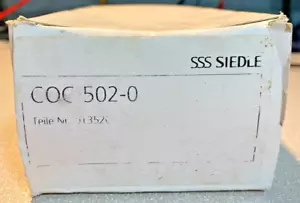 SSS SIEDLE
COC 502-0
Teile Nr.